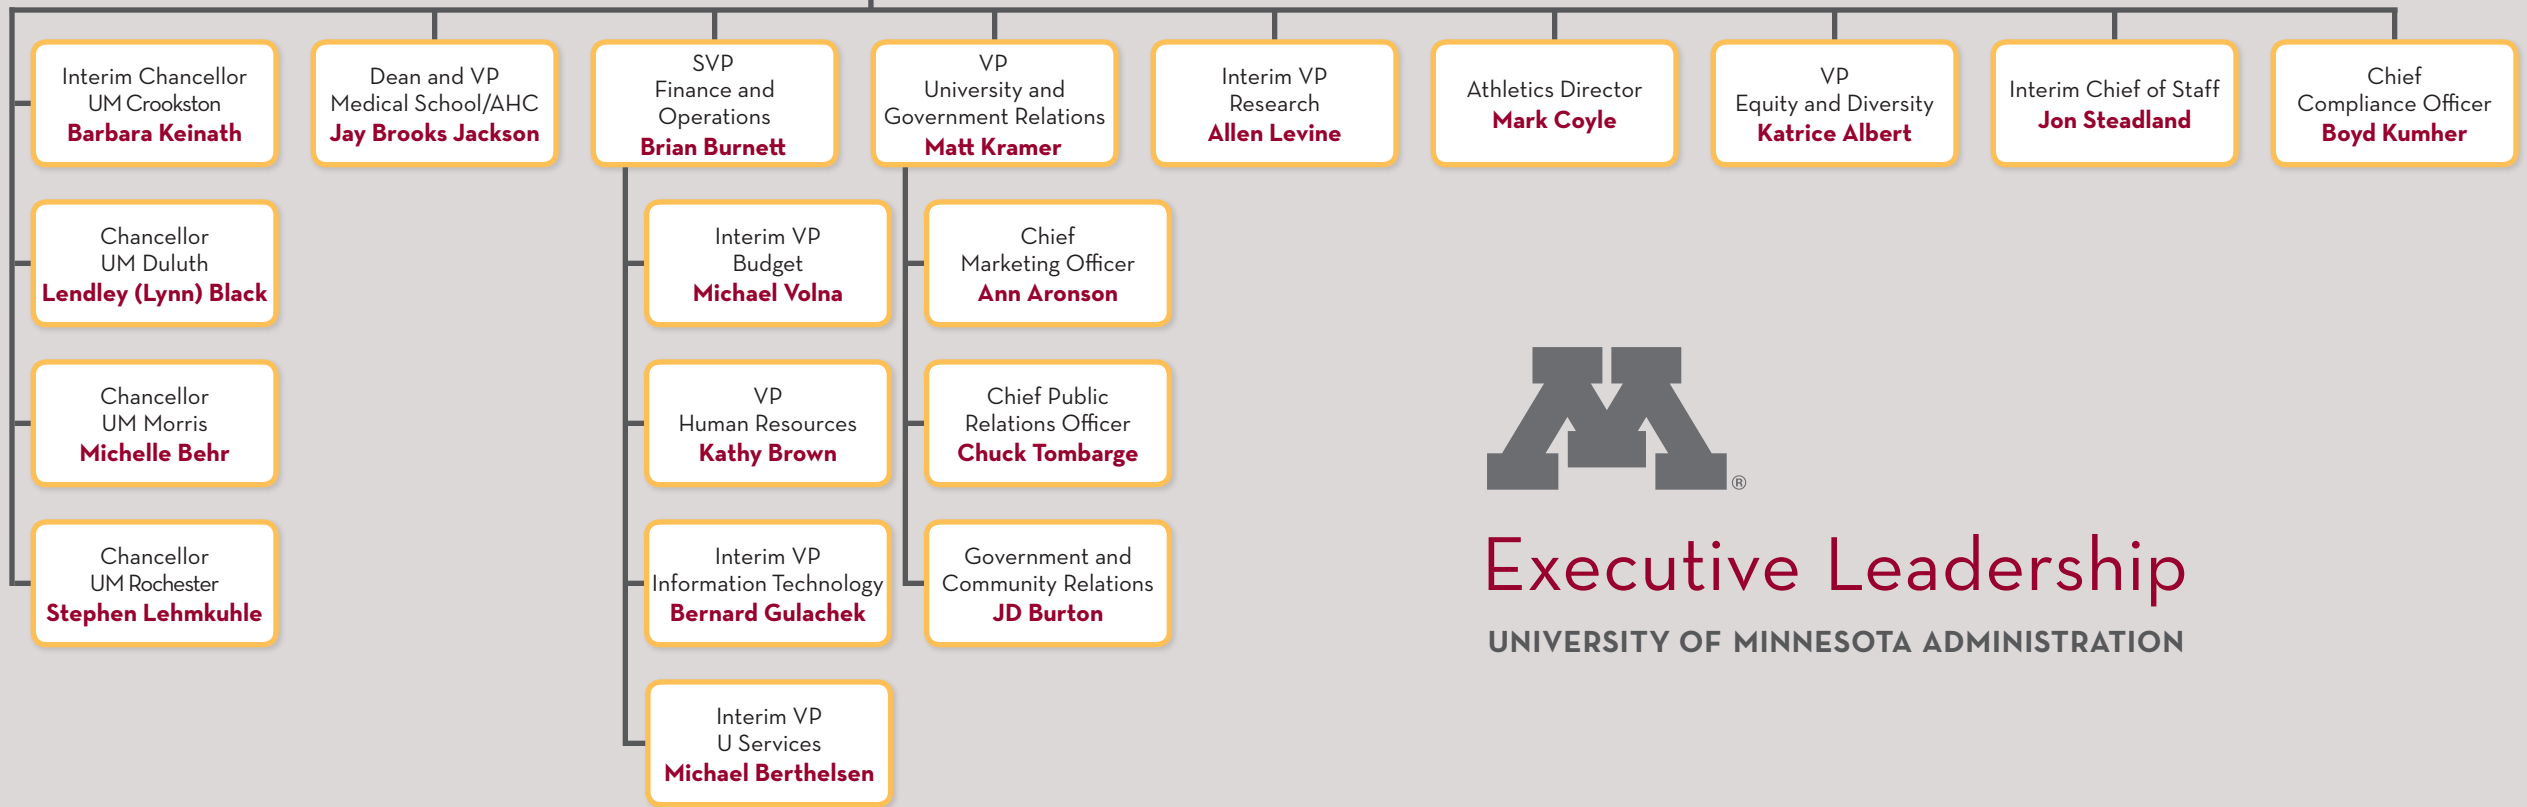 Interim Chancellor
UM Crookston
Barbara Keinath
Dean and VP
Medical School/AHC
Jay Brooks Jackson
SVP
Finance and
Operations
Brian Burnett
VP
University and
Government Relations
Matt Kramer
Interim VP
Research
Allen Levine
Athletics Director
Mark Coyle
VP
Equity and Diversity
Katrice Albert
Interim Chief of Staff
Jon Steadland
Chief
Compliance Officer
Boyd Kumher
Chancellor
UM Duluth
Lendley (Lynn) Black
Interim VP
Budget
Michael Volna
Chief
Marketing Officer
Ann Aronson
Chancellor
UM Morris
Michelle Behr
VP
Human Resources
Kathy Brown
Chief Public
Relations Officer
Chuck Tombarge
Chancellor
UM Rochester
Stephen Lehmkuhle
Interim VP
Information Technology
Bernard Gulachek
Government and
Community Relations
JD Burton
Interim VP
U Services
Michael Berthelsen
M®
Executive Leadership
UNIVERSITY OF MINNESOTA ADMINISTRATION